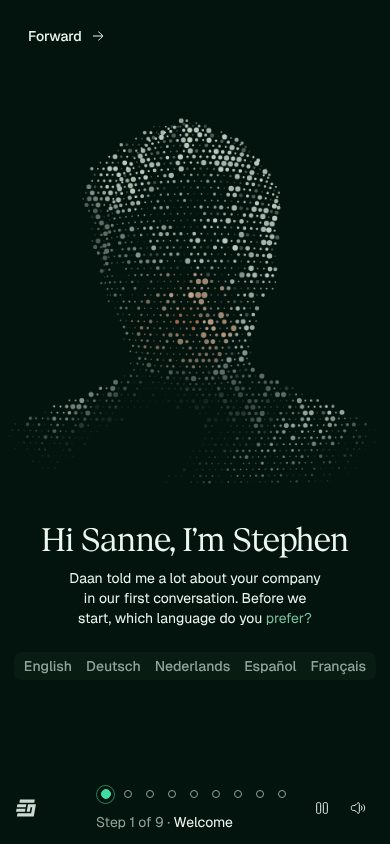 Forward
Hi Sanne, I'm Stephen
Daan told me a lot about your company
in our first conversation. Before we
start, which language do you prefer?
English Deutsch Nederlands Español Français
Step 1 of 9 · Welcome